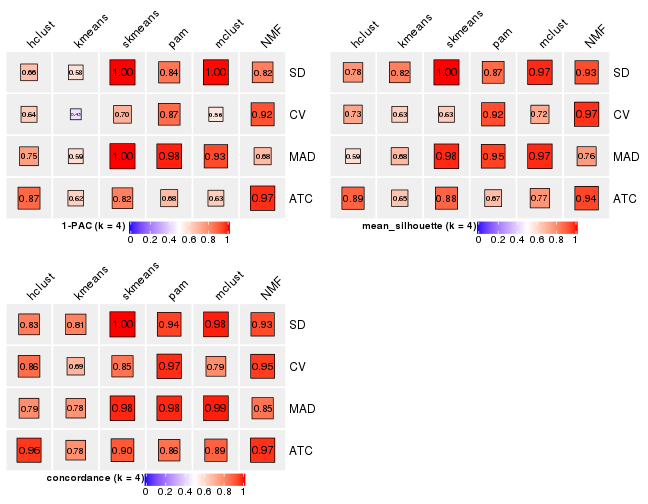 hclust kmeans skmeans pam mclust NMF
0.66 0.58 1.00 0.84 1.00 0.82 SD
0.64 0.43 0.70 0.87 0.56 0.92 CV
0.75 0.59 1.00 0.98 0.93 0.68 MAD
0.87 0.62 0.82 0.68 0.63 0.97 ATC
1-PAC (k = 4)
0 0.2 0.4 0.6 0.8 1
hclust kmeans skmeans pam mclust NMF
0.78 0.82 1.00 0.87 0.97 0.93 SD
0.73 0.63 0.63 0.92 0.72 0.97 CV
0.59 0.68 0.98 0.95 0.97 0.76 MAD
0.89 0.65 0.88 0.67 0.77 0.94 ATC
mean_silhouette (k = 4)
0 0.2 0.4 0.6 0.8 1
hclust kmeans skmeans pam mclust NMF
0.83 0.81 1.00 0.94 0.98 0.93 SD
0.86 0.69 0.85 0.97 0.79 0.95 CV
0.79 0.78 0.98 0.98 0.99 0.85 MAD
0.96 0.78 0.90 0.86 0.89 0.97 ATC
concordance (k = 4)
0 0.2 0.4 0.6 0.8 1